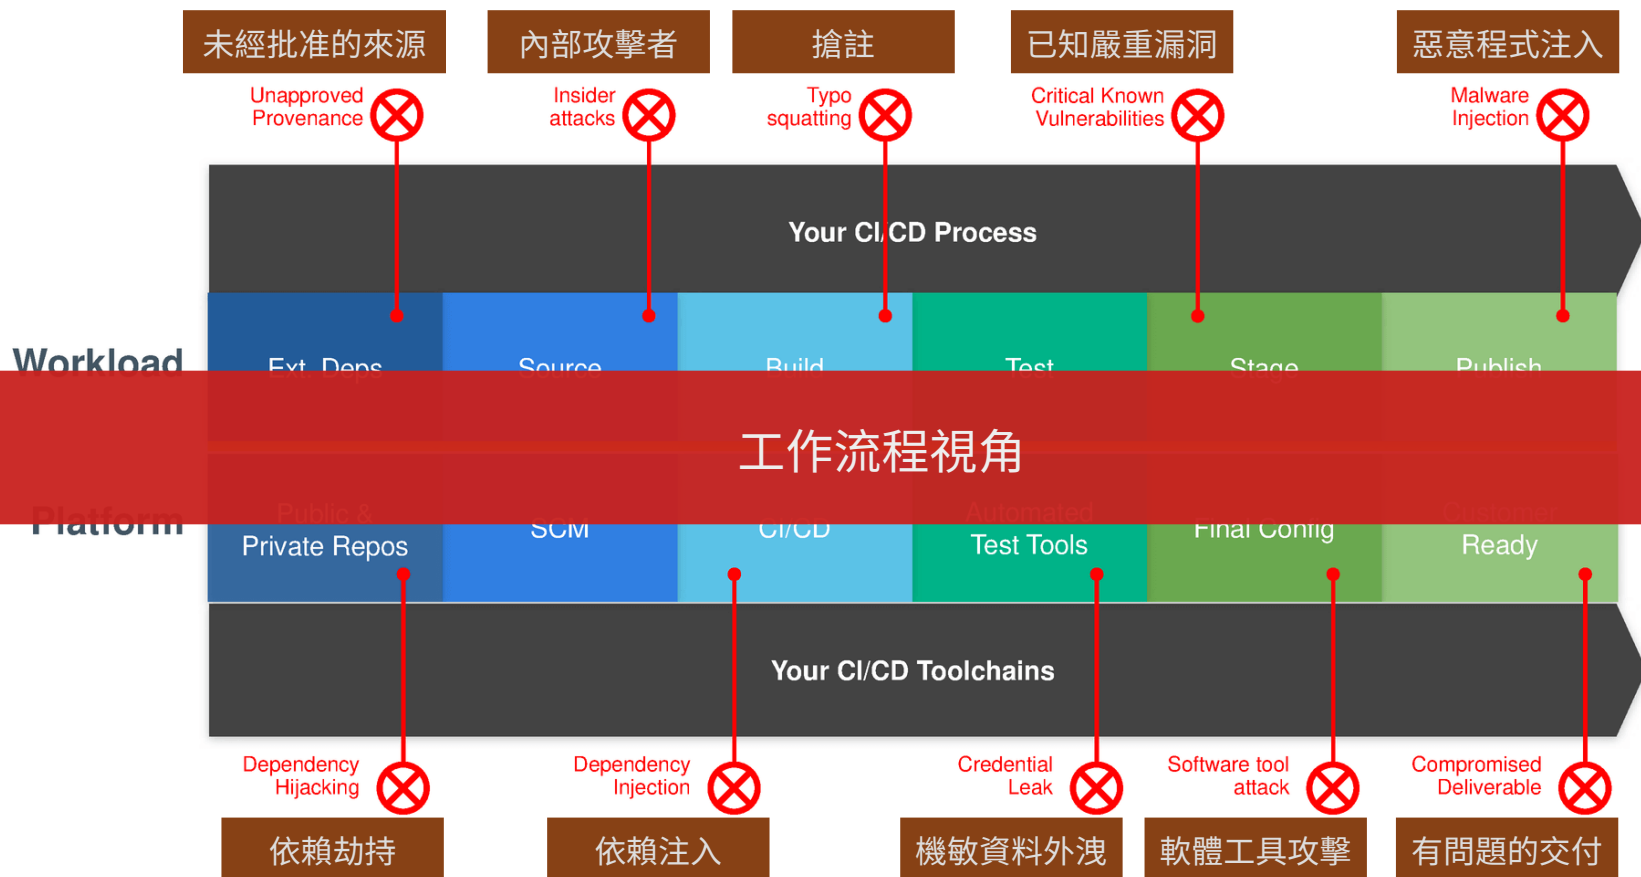 未經批准的來源
內部攻擊者
搶註
已知嚴重漏洞
惡意程式注入
Unapproved
Provenance
Insider
attacks
Typo
squatting
Critical Known
Vulnerabilities
Malware
Injection
Your CI/CD Process
Workload
Ext. Deps
Source
Build
Test
Stage
Publish
工作流程視角
Platform
Public &
Private Repos
SCM
CI/CD
Automated
Test Tools
Final Config
Customer
Ready
Your CI/CD Toolchains
Dependency
Hijacking
Dependency
Injection
Credential
Leak
Software tool
attack
Compromised
Deliverable
依賴劫持
依賴注入
機敏資料外洩
軟體工具攻擊
有問題的交付